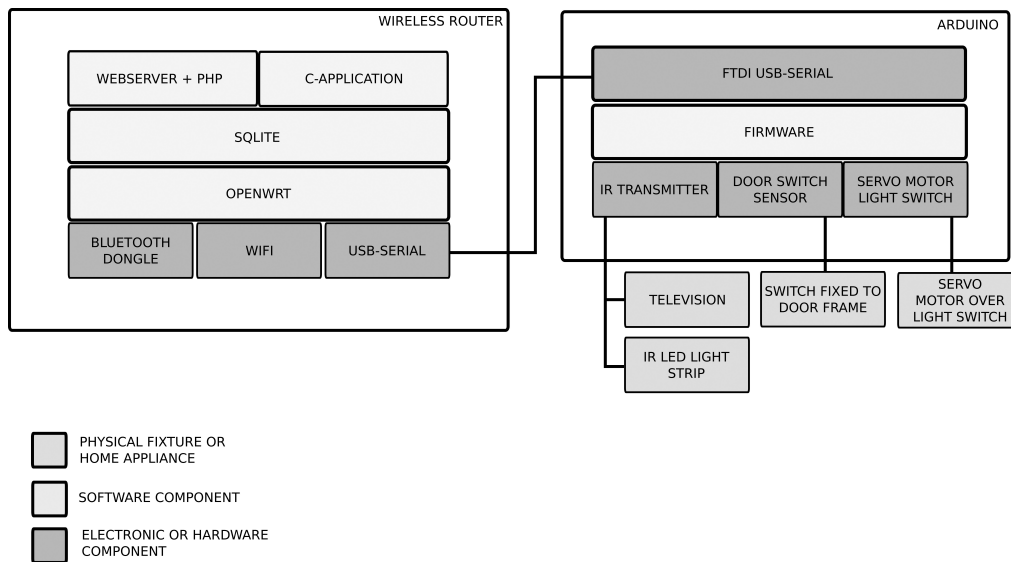 WIRELESS ROUTER
WEBSERVER + PHP
C-APPLICATION
SQLITE
OPENWRT
BLUETOOTH
DONGLE
WIFI
USB-SERIAL
ARDUINO
FTDI USB-SERIAL
FIRMWARE
IR TRANSMITTER
DOOR SWITCH
SENSOR
SERVO MOTOR
LIGHT SWITCH
TELEVISION
SWITCH FIXED TO
DOOR FRAME
SERVO
MOTOR OVER
LIGHT SWITCH
IR LED LIGHT
STRIP
PHYSICAL FIXTURE OR
HOME APPLIANCE
SOFTWARE COMPONENT
ELECTRONIC OR HARDWARE
COMPONENT